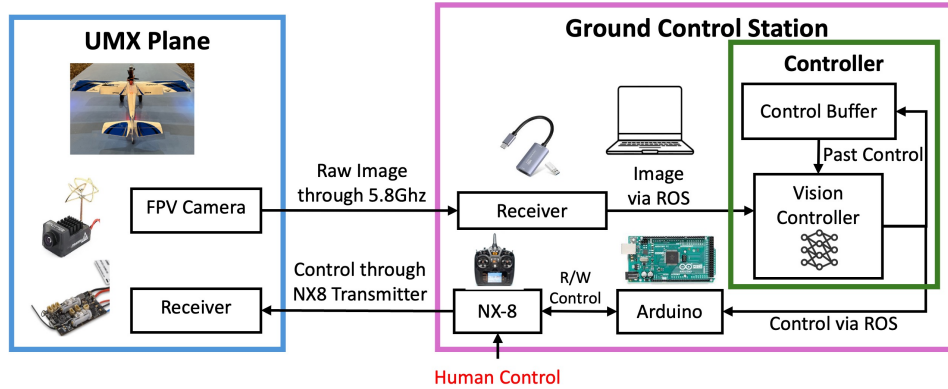 UMX Plane
FPV Camera
Receiver
Raw Image
through 5.8Ghz
Control through
NX8 Transmitter
Ground Control Station
Receiver
Image
via ROS
NX-8
R/W
Control
Arduino
Control via ROS
Controller
Control Buffer
Past Control
Vision
Controller
Human Control